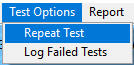 Test Options Report
Repeat Test
Log Failed Tests